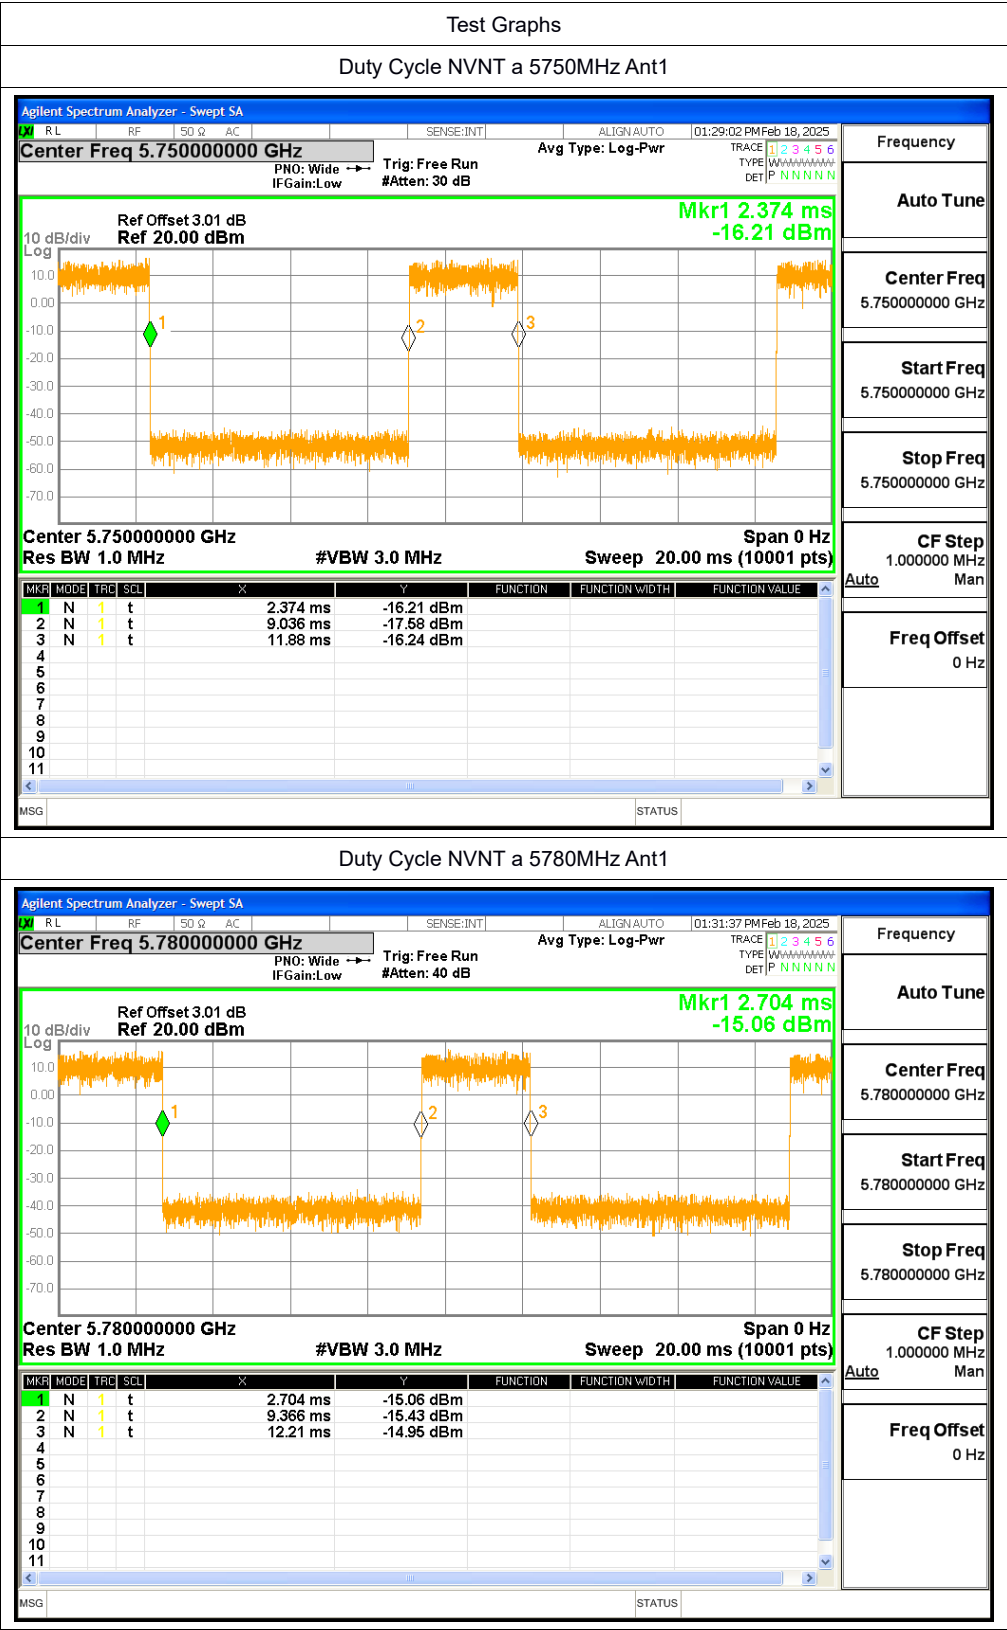 Test Graphs
Duty Cycle NVNT a 5750MHz Ant1
Agilent Spectrum Analyzer - Swept SA
LXI RL RF 50 Ω AC SENSE:INT ALIGN AUTO 01:29:02 PM Feb 18, 2025
Center Freq 5.750000000 GHz
PNO: Wide
IFGain:Low
Trig: Free Run
#Atten: 30 dB
Avg Type: Log-Pwr
TRACE 1 2 3 4 5 6
TYPE WWWWWW
DET P N N N N N
Mkr1 2.374 ms
-16.21 dBm
Ref Offset 3.01 dB
10 dB/div Ref 20.00 dBm
Log
10.0
0.00
-10.0
-20.0
-30.0
-40.0
-50.0
-60.0
-70.0
1
2
3
Center 5.750000000 GHz Span 0 Hz
Res BW 1.0 MHz #VBW 3.0 MHz Sweep 20.00 ms (10001 pts)
MKR MODE TRC SCL X Y FUNCTION FUNCTION WIDTH FUNCTION VALUE
1 N 1 t 2.374 ms -16.21 dBm
2 N 1 t 9.036 ms -17.58 dBm
3 N 1 t 11.88 ms -16.24 dBm
4
5
6
7
8
9
10
11
MSG STATUS
Frequency
Auto Tune
Center Freq
5.750000000 GHz
Start Freq
5.750000000 GHz
Stop Freq
5.750000000 GHz
CF Step
1.000000 MHz
Auto Man
Freq Offset
0 Hz
Duty Cycle NVNT a 5780MHz Ant1
Agilent Spectrum Analyzer - Swept SA
LXI RL RF 50 Ω AC SENSE:INT ALIGN AUTO 01:31:37 PM Feb 18, 2025
Center Freq 5.780000000 GHz
PNO: Wide
IFGain:Low
Trig: Free Run
#Atten: 40 dB
Avg Type: Log-Pwr
TRACE 1 2 3 4 5 6
TYPE WWWWWW
DET P N N N N N
Mkr1 2.704 ms
-15.06 dBm
Ref Offset 3.01 dB
10 dB/div Ref 20.00 dBm
Log
10.0
0.00
-10.0
-20.0
-30.0
-40.0
-50.0
-60.0
-70.0
1
2
3
Center 5.780000000 GHz Span 0 Hz
Res BW 1.0 MHz #VBW 3.0 MHz Sweep 20.00 ms (10001 pts)
MKR MODE TRC SCL X Y FUNCTION FUNCTION WIDTH FUNCTION VALUE
1 N 1 t 2.704 ms -15.06 dBm
2 N 1 t 9.366 ms -15.43 dBm
3 N 1 t 12.21 ms -14.95 dBm
4
5
6
7
8
9
10
11
MSG STATUS
Frequency
Auto Tune
Center Freq
5.780000000 GHz
Start Freq
5.780000000 GHz
Stop Freq
5.780000000 GHz
CF Step
1.000000 MHz
Auto Man
Freq Offset
0 Hz